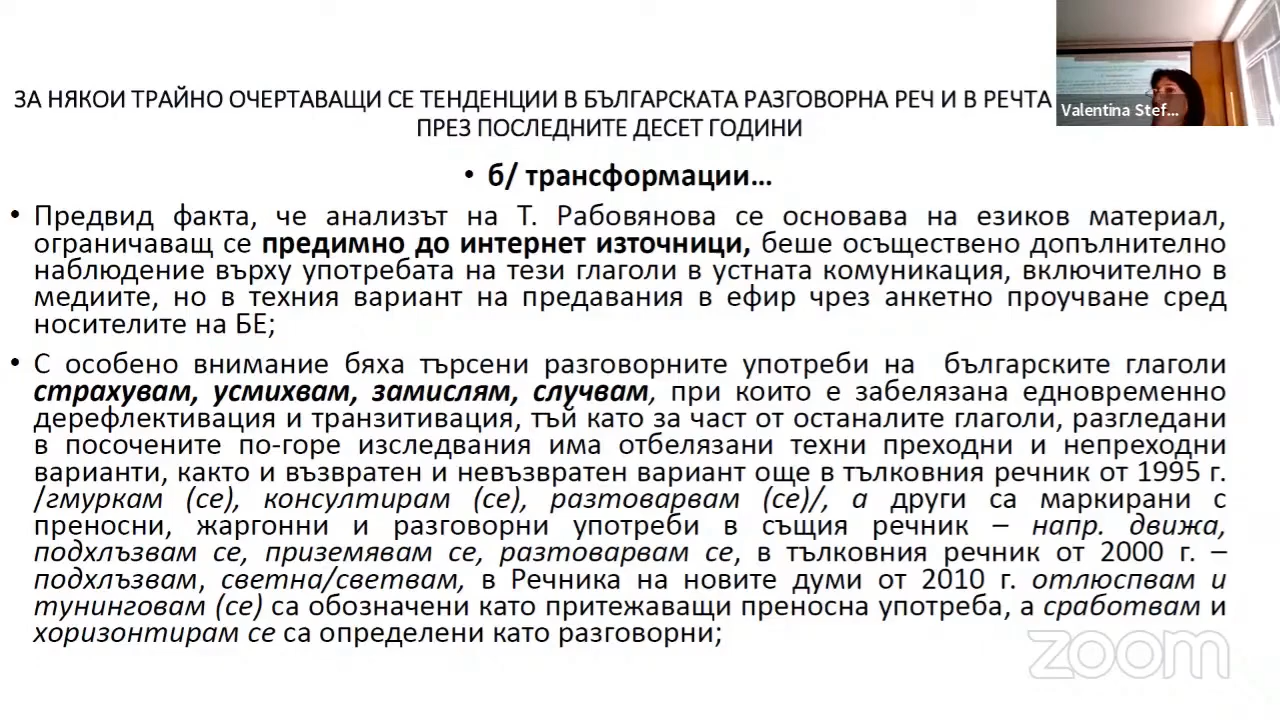 ЗА НЯКОИ ТРАЙНО ОЧЕРТАВАЩИ СЕ ТЕНДЕНЦИИ В БЪЛГАРСКАТА РАЗГОВОРНА РЕЧ И В РЕЧТА
ПРЕЗ ПОСЛЕДНИТЕ ДЕСЕТ ГОДИНИ
Valentina Stef...
• б/ трансформации…
• Предвид факта, че анализът на Т. Рабовянова се основава на езиков материал,
ограничаващ се предимно до интернет източници, беше осъществено допълнително
наблюдение върху употребата на тези глаголи в устната комуникация, включително в
медиите, но в техния вариант на предавания в ефир чрез анкетно проучване сред
носителите на БЕ;
• С особено внимание бяха търсени разговорните употреби на българските глаголи
страхувам, усмихвам, замислям, случвам, при които е забелязана едновременно
дерефлективация и транзитивация, тъй като за част от останалите глаголи, разгледани
в посочените по-горе изследвания има отбелязани техни преходни и непреходни
варианти, както и възвратен и невъзвратен вариант още в тълковния речник от 1995 г.
/гмуркам (се), консултирам (се), разтоварвам (се)/, а други са маркирани с
преносни, жаргонни и разговорни употреби в същия речник – напр. движа,
подхлъзвам се, приземявам се, разтоварвам се, в тълковния речник от 2000 г. –
подхлъзвам, светна/светвам, в Речника на новите думи от 2010 г. отлюспвам и
тунинговам (се) са обозначени като притежаващи преносна употреба, а сработвам и
хоризонтирам се са определени като разговорни;
zoom